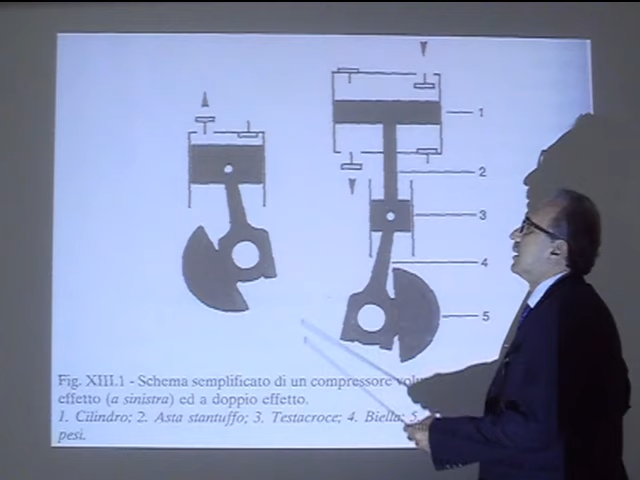 1
2
3
4
5
Fig. XIII.1 - Schema semplificato di un compressore
effetto (a sinistra) ed a doppio effetto.
1. Cilindro; 2. Asta stantuffo; 3. Testacroce; 4. Biella; 5.
pesi.